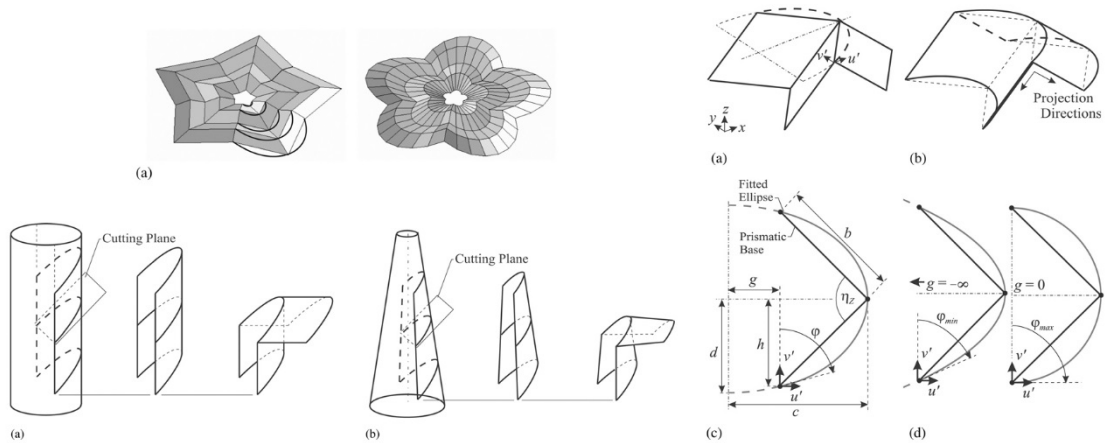 (a)
Cutting Plane
(a)
Cutting Plane
(b)
v' u'
z
y x
(a)
Projection
Directions
(b)
Fitted
Ellipse
b
Prismatic
Base
g
ηZ
d
h
φ
v'
u'
c
(c)
g = –∞
g = 0
φmin
φmax
v'
v'
u'
u'
(d)